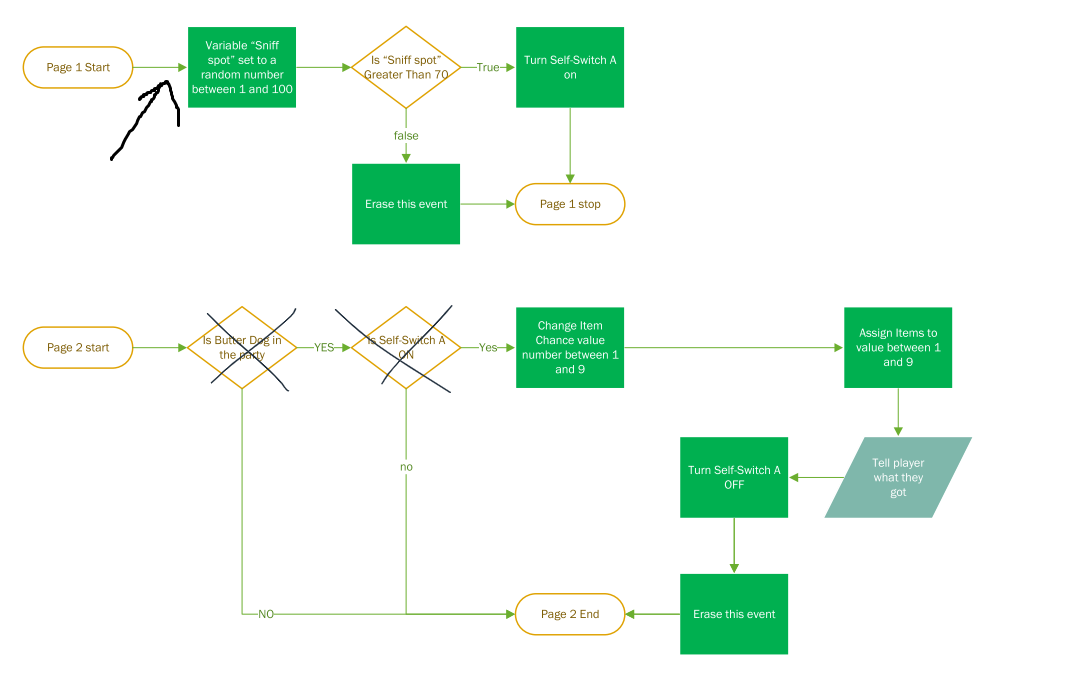 Page 1 Start
Variable “Sniff
spot” set to a
random number
between 1 and 100
Is “Sniff spot”
Greater Than 70
True
Turn Self-Switch A
on
false
Erase this event
Page 1 stop
Page 2 start
Is Butter Dog in
the party
YES
Is Self-Switch A
ON
Yes
Change Item
Chance value
number between 1
and 9
Assign Items to
value between 1
and 9
no
Turn Self-Switch A
OFF
Tell player
what they
got
NO
Page 2 End
Erase this event